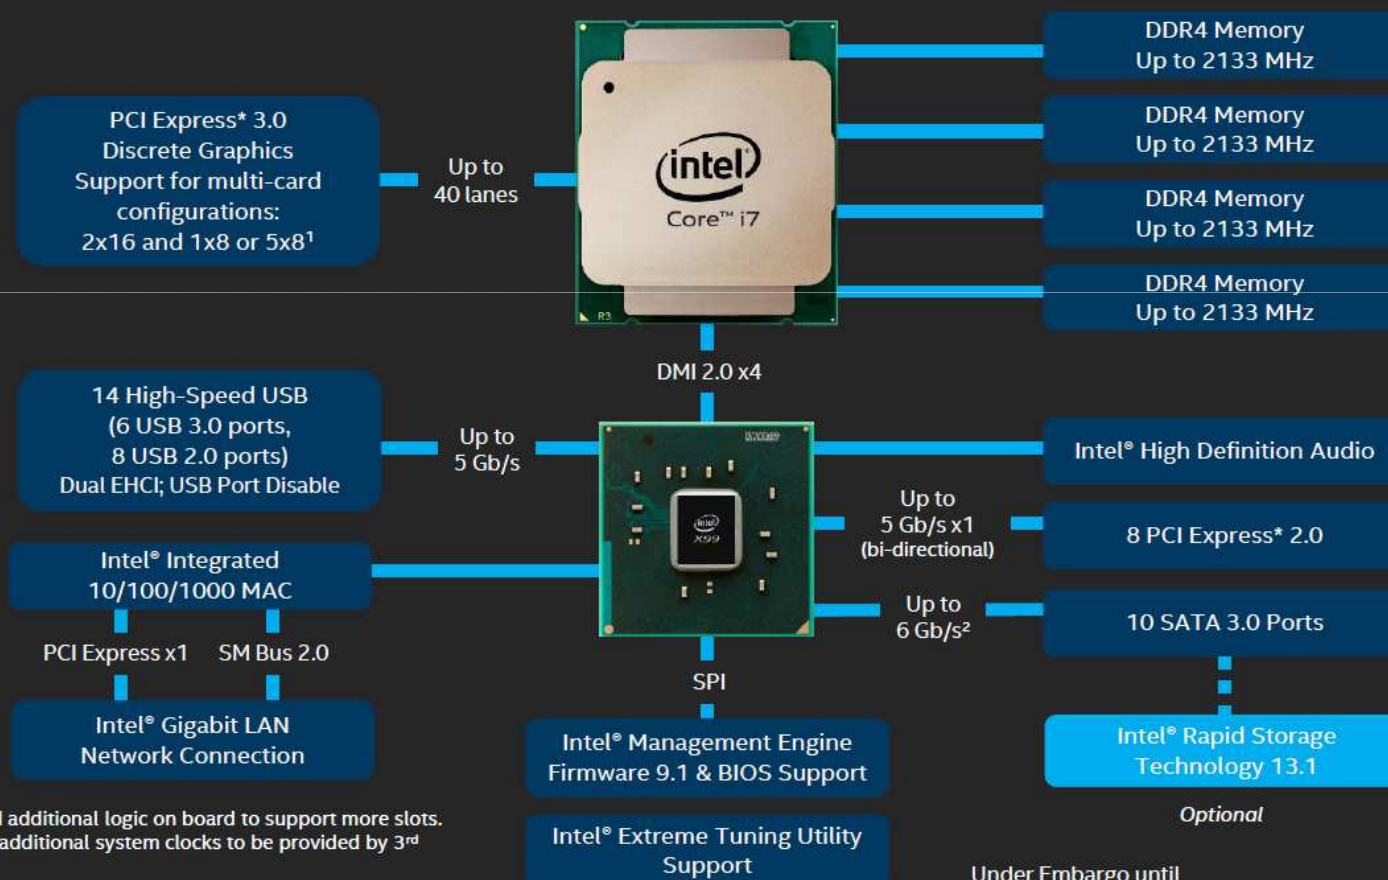 DDR4 Memory
Up to 2133 MHz
DDR4 Memory
Up to 2133 MHz
DDR4 Memory
Up to 2133 MHz
DDR4 Memory
Up to 2133 MHz
PCI Express* 3.0
Discrete Graphics
Support for multi-card
configurations:
2x16 and 1x8 or 5x8¹
Up to
40 lanes
intel®
Core™ i7
R3
DMI 2.0 x4
14 High-Speed USB
(6 USB 3.0 ports,
8 USB 2.0 ports)
Dual EHCI; USB Port Disable
Up to
5 Gb/s
intel
X99
Intel® High Definition Audio
Up to
5 Gb/s x1
(bi-directional)
8 PCI Express* 2.0
Intel® Integrated
10/100/1000 MAC
Up to
6 Gb/s²
10 SATA 3.0 Ports
PCI Express x1
SM Bus 2.0
SPI
Intel® Gigabit LAN
Network Connection
Intel® Management Engine
Firmware 9.1 & BIOS Support
Intel® Rapid Storage
Technology 13.1
Optional
additional logic on board to support more slots.
additional system clocks to be provided by 3rd
Intel® Extreme Tuning Utility
Support
Under Embargo until